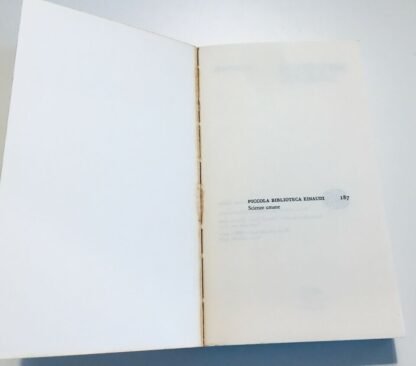 PICCOLA BIBLIOTECA EINAUDI 187
Scienze umane